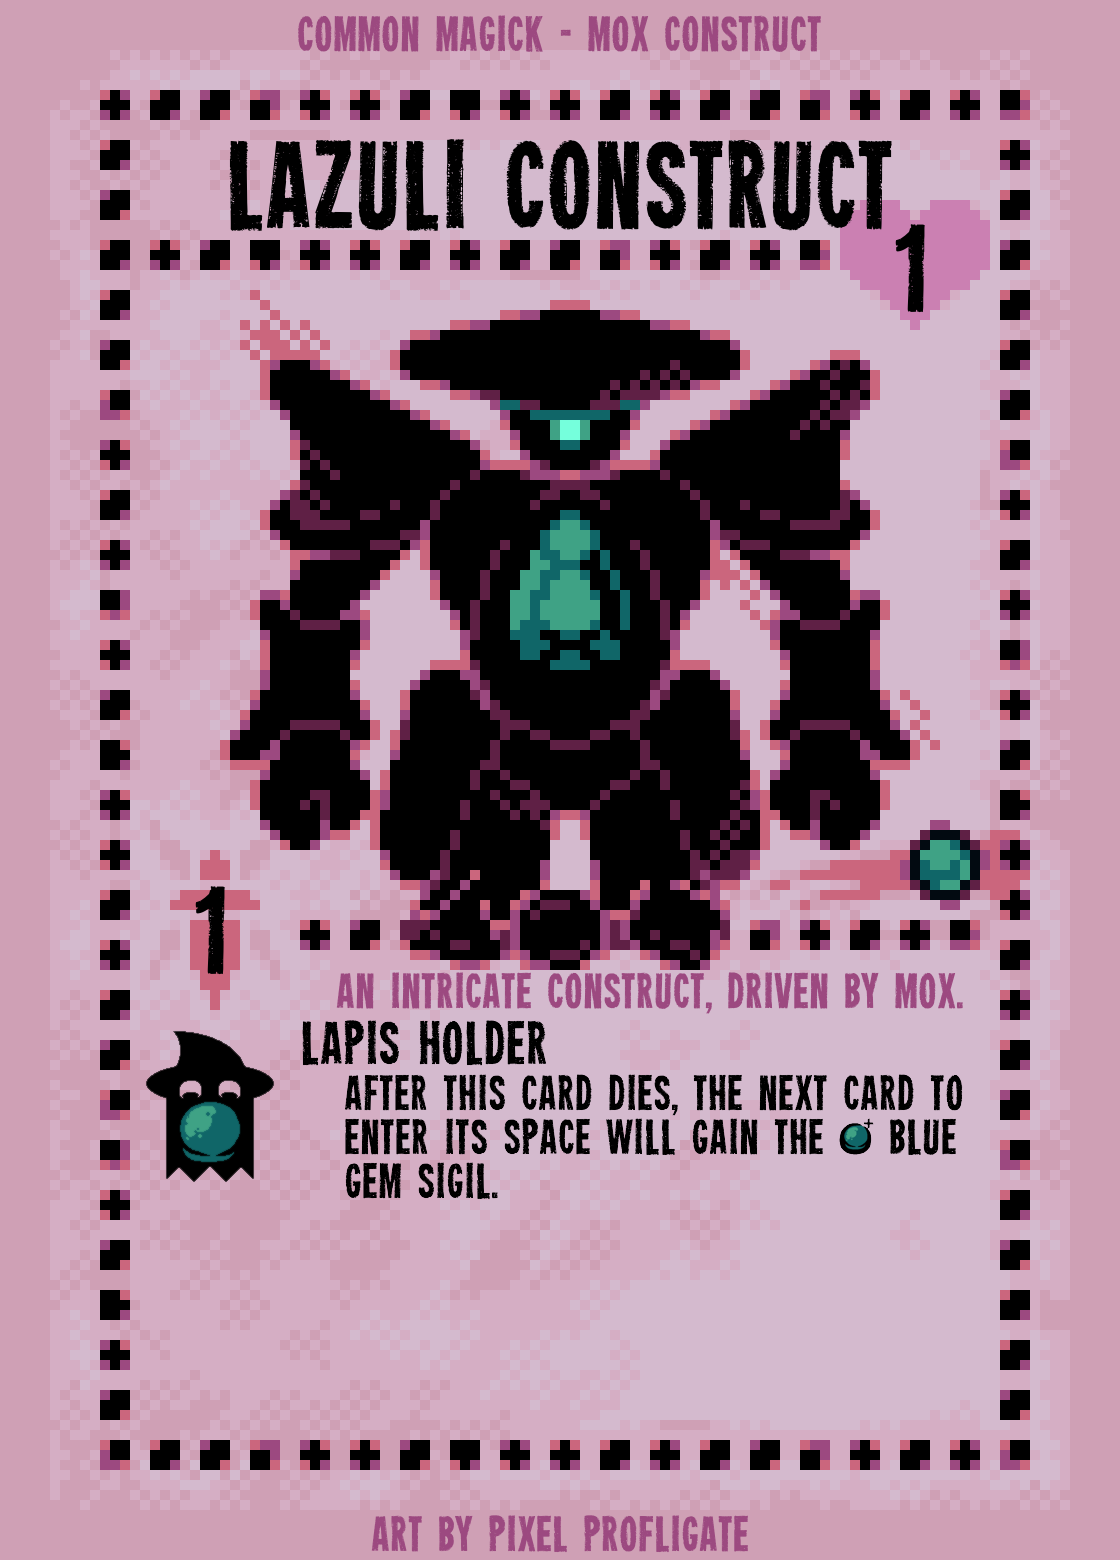 COMMON MAGICK - MOX CONSTRUCT
LAZULI CONSTRUCT
1
1
AN INTRICATE CONSTRUCT, DRIVEN BY MOX.
LAPIS HOLDER
AFTER THIS CARD DIES, THE NEXT CARD TO
ENTER ITS SPACE WILL GAIN THE BLUE
GEM SIGIL.
ART BY PIXEL PROFLIGATE